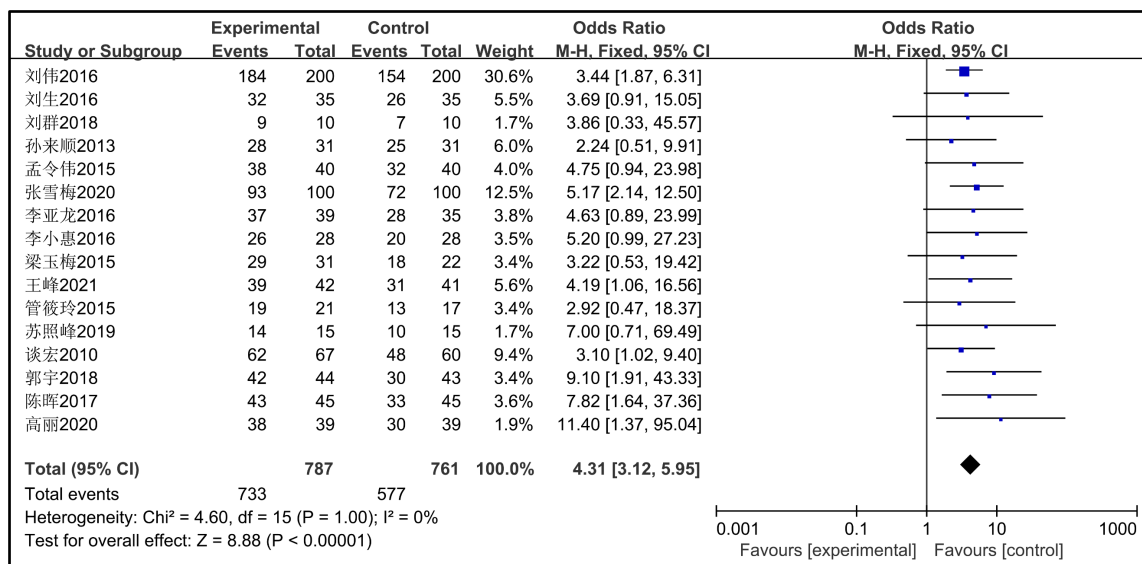 Experimental Control Odds Ratio Odds Ratio
Study or Subgroup Events Total Events Total Weight M-H, Fixed, 95% CI M-H, Fixed, 95% CI
刘伟2016 184 200 154 200 30.6% 3.44 [1.87, 6.31]
刘生2016 32 35 26 35 5.5% 3.69 [0.91, 15.05]
刘群2018 9 10 7 10 1.7% 3.86 [0.33, 45.57]
孙来顺2013 28 31 25 31 6.0% 2.24 [0.51, 9.91]
孟令伟2015 38 40 32 40 4.0% 4.75 [0.94, 23.98]
张雪梅2020 93 100 72 100 12.5% 5.17 [2.14, 12.50]
李亚龙2016 37 39 28 35 3.8% 4.63 [0.89, 23.99]
李小惠2016 26 28 20 28 3.5% 5.20 [0.99, 27.23]
梁玉梅2015 29 31 18 22 3.4% 3.22 [0.53, 19.42]
王峰2021 39 42 31 41 5.6% 4.19 [1.06, 16.56]
管筱玲2015 19 21 13 17 3.4% 2.92 [0.47, 18.37]
苏照峰2019 14 15 10 15 1.7% 7.00 [0.71, 69.49]
谈宏2010 62 67 48 60 9.4% 3.10 [1.02, 9.40]
郭宇2018 42 44 30 43 3.4% 9.10 [1.91, 43.33]
陈晖2017 43 45 33 45 3.6% 7.82 [1.64, 37.36]
高丽2020 38 39 30 39 1.9% 11.40 [1.37, 95.04]
Total (95% CI) 787 761 100.0% 4.31 [3.12, 5.95]
Total events 733 577
Heterogeneity: Chi² = 4.60, df = 15 (P = 1.00); I² = 0%
Test for overall effect: Z = 8.88 (P < 0.00001)
0.001 0.1 1 10 1000
Favours [experimental] Favours [control]